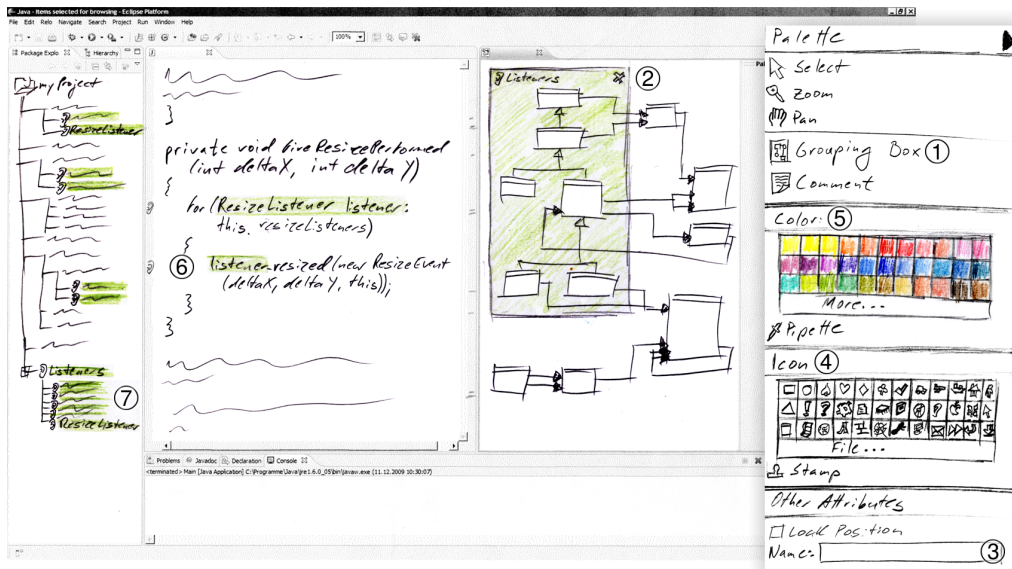 Java - Items selected for browsing - Eclipse Platform
File Edit Relo Navigate Search Project Run Window Help
100%
Package Explo
Hierarchy
myProject
ResizeListener
Listeners
ResizeListener
7
}
private void fireResizePerformed
(int deltaX, int deltaY)
{
for (ResizeListener listener:
this.resizeListeners)
{
6
listener.resized(new ResizeEvent
(deltaX, deltaY, this));
}
}
Listeners
2
Pal
Problems @ Javadoc Declaration Console
<terminated> Main [Java Application] C:\Programme\Java\jre1.6.0_05\bin\javaw.exe (11.12.2009 10:30:07)
Palette
Select
Zoom
Pan
Grouping Box 1
Comment
Color: 5
More...
Pipette
Icon 4
File...
Stamp
Other Attributes
Lock Position
Name: 3